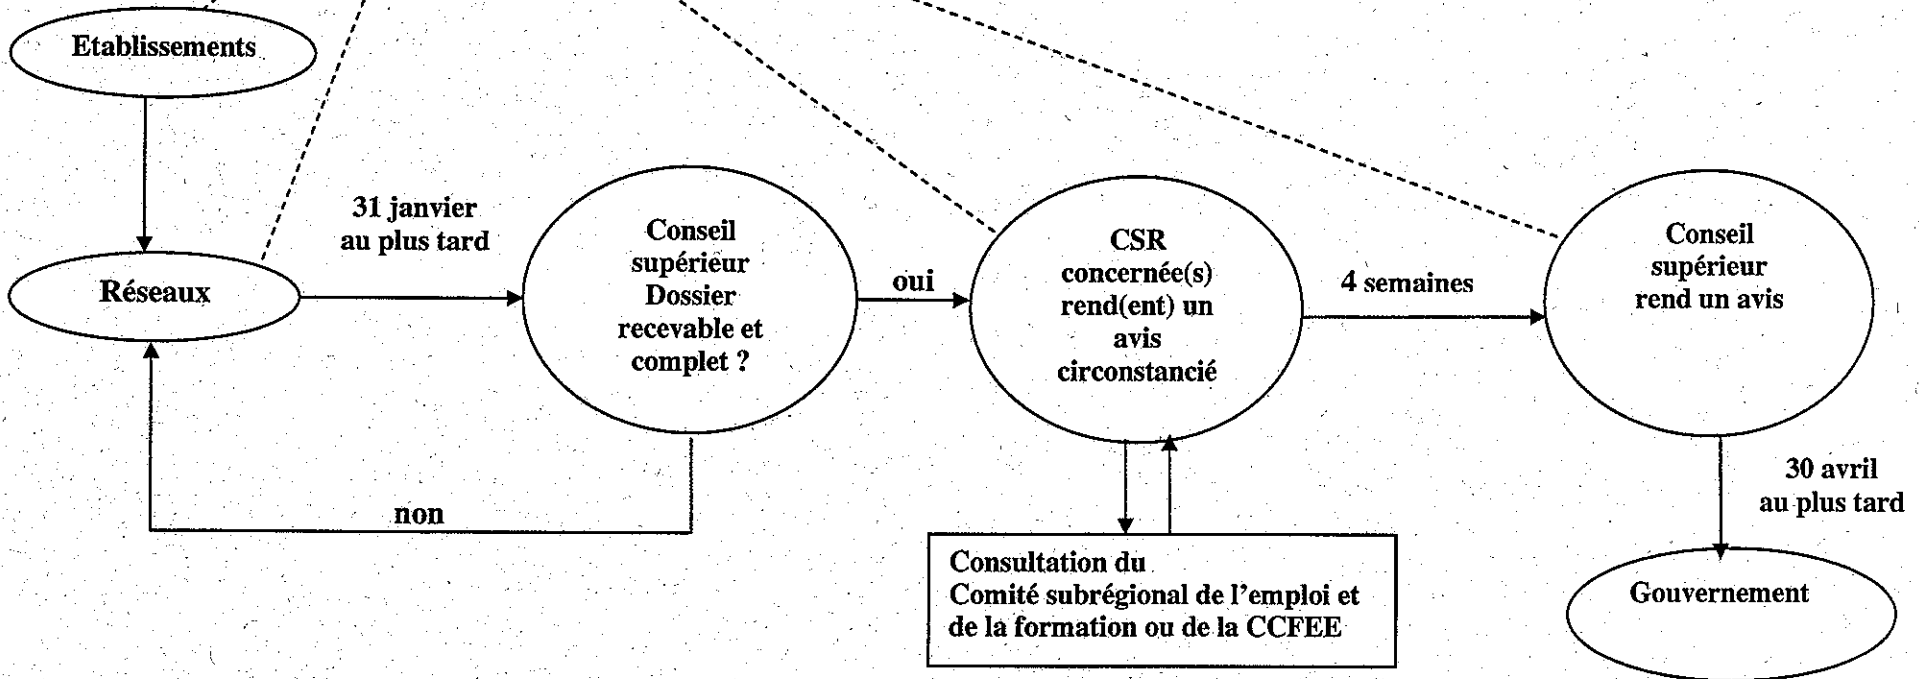 Etablissements
Réseaux
31 janvier
au plus tard
Conseil
supérieur
Dossier
recevable et
complet ?
oui
non
CSR
concernée(s)
rend(ent) un
avis
circonstancié
4 semaines
Conseil
supérieur
rend un avis
Consultation du
Comité subrégional de l'emploi et
de la formation ou de la CCFEE
30 avril
au plus tard
Gouvernement